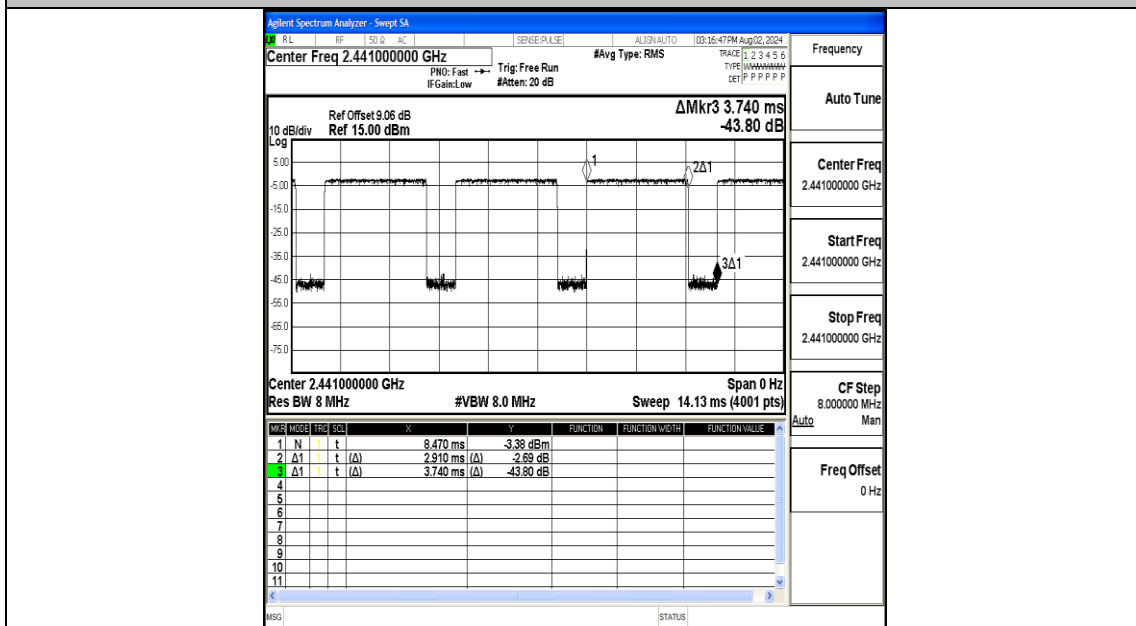 Agilent Spectrum Analyzer - Swept SA
RL RF 50 Ω AC SENSE:PULSE ALIGNAUTO 03:16:47 PM Aug 02, 2024
Center Freq 2.441000000 GHz
PNO: Fast
IFGain:Low
Trig: Free Run
#Atten: 20 dB
#Avg Type: RMS
TRACE 1 2 3 4 5 6
TYPE
DET P P P P P P
Ref Offset 9.06 dB
10 dB/div Ref 15.00 dBm
Log
ΔMkr3 3.740 ms
-43.80 dB
5.00
-5.00
-15.0
-25.0
-35.0
-45.0
-55.0
-65.0
-75.0
1
2Δ1
3Δ1
Center 2.441000000 GHz Span 0 Hz
Res BW 8 MHz #VBW 8.0 MHz Sweep 14.13 ms (4001 pts)
MKR MODE TRC SCL X Y FUNCTION FUNCTION WIDTH FUNCTION VALUE
1 N 1 t 8.470 ms -3.38 dBm
2 Δ1 1 t (Δ) 2.910 ms (Δ) -2.69 dB
3 Δ1 1 t (Δ) 3.740 ms (Δ) -43.80 dB
4
5
6
7
8
9
10
11
MSG STATUS
Frequency
Auto Tune
Center Freq
2.441000000 GHz
Start Freq
2.441000000 GHz
Stop Freq
2.441000000 GHz
CF Step
8.000000 MHz
Auto Man
Freq Offset
0 Hz